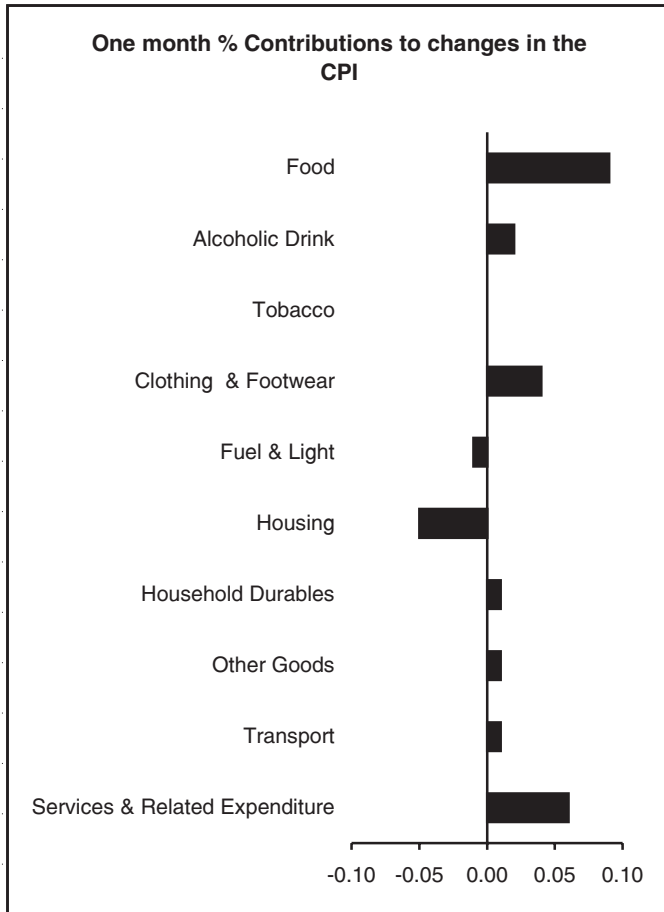 One month % Contributions to changes in the
CPI
Food
Alcoholic Drink
Tobacco
Clothing & Footwear
Fuel & Light
Housing
Household Durables
Other Goods
Transport
Services & Related Expenditure
-0.10 -0.05 0.00 0.05 0.10